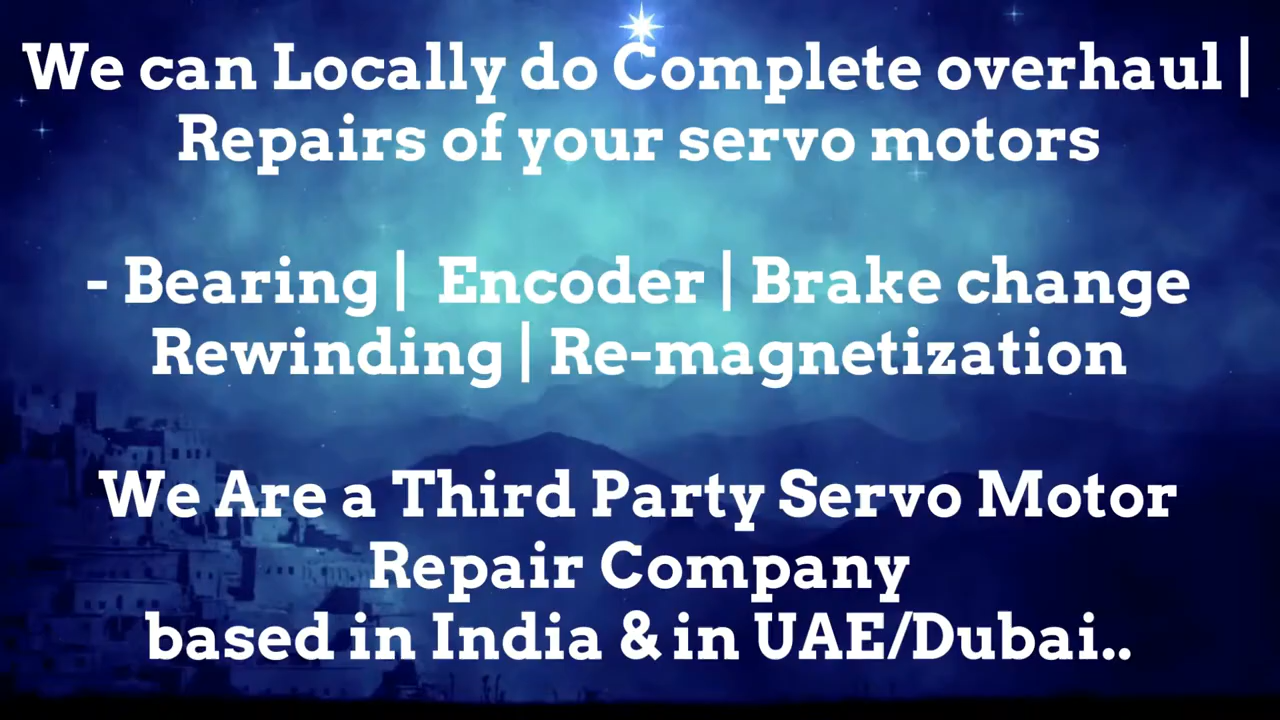 We can Locally do Complete overhaul |
Repairs of your servo motors
- Bearing | Encoder | Brake change
Rewinding | Re-magnetization
We Are a Third Party Servo Motor
Repair Company
based in India & in UAE/Dubai..